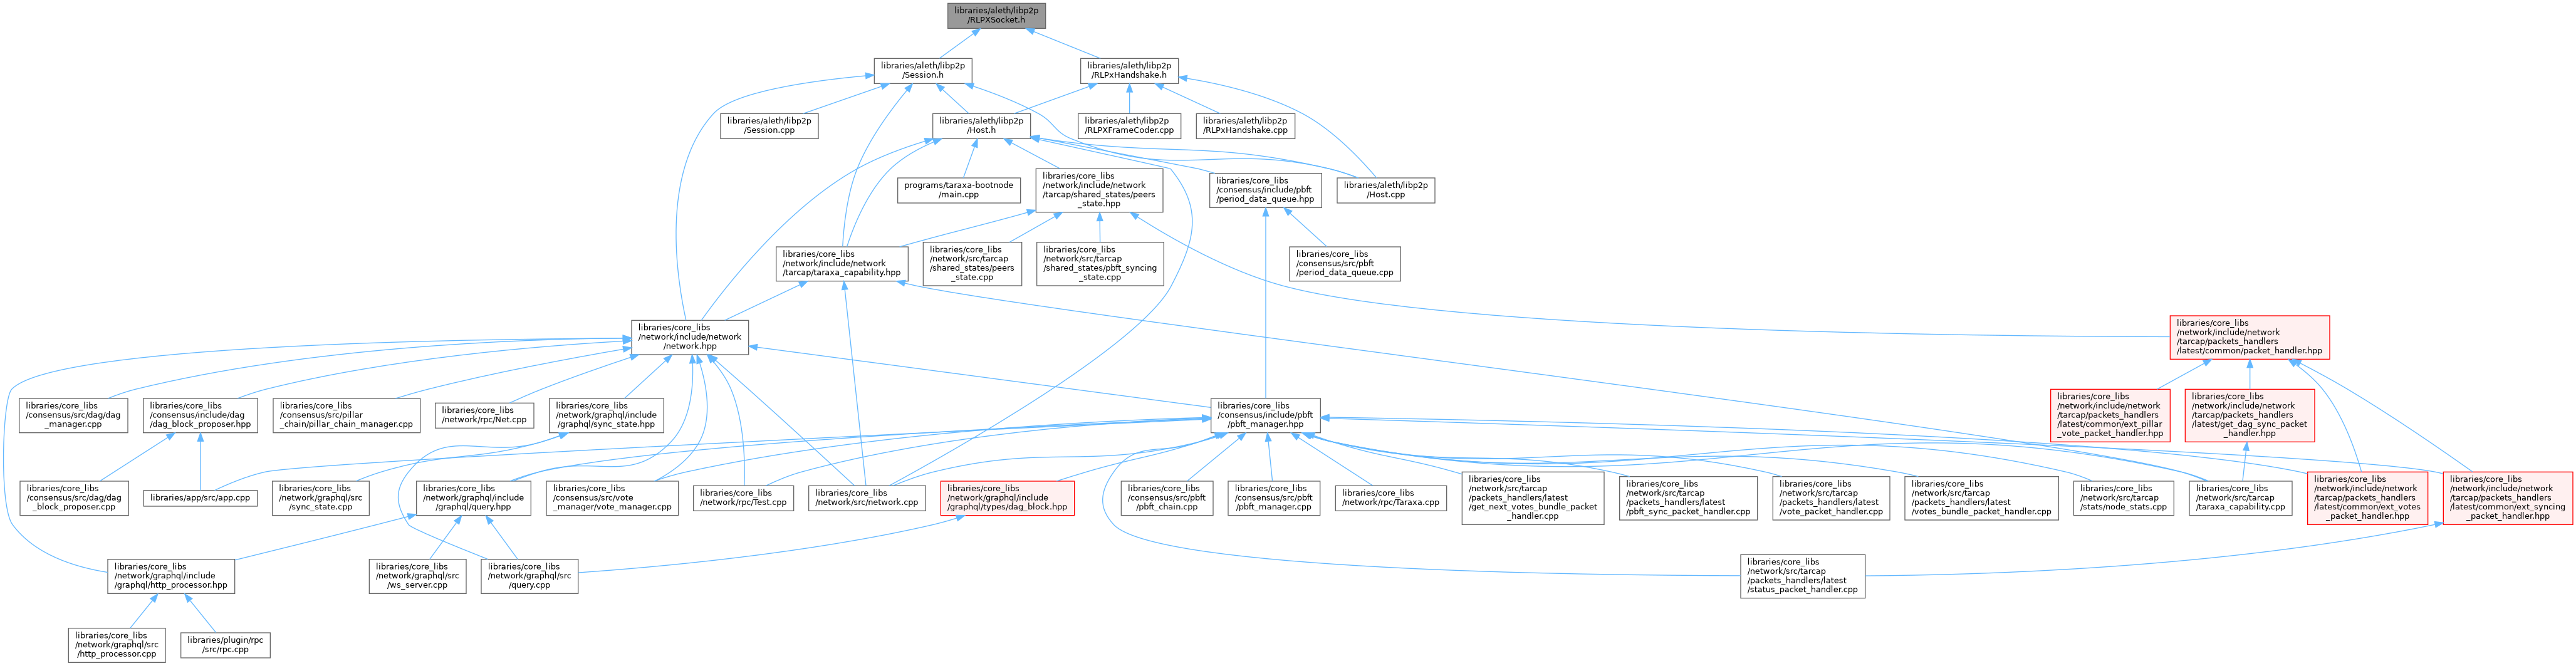 libraries/aleth/libp2p
/RLPXSocket.h
libraries/aleth/libp2p
/Session.h
libraries/aleth/libp2p
/RLPxHandshake.h
libraries/aleth/libp2p
/Session.cpp
libraries/aleth/libp2p
/Host.h
libraries/aleth/libp2p
/RLPXFrameCoder.cpp
libraries/aleth/libp2p
/RLPxHandshake.cpp
programs/taraxa-bootnode
/main.cpp
libraries/core_libs
/network/include/network
/tarcap/shared_states/peers
_state.hpp
libraries/core_libs
/consensus/include/pbft
/period_data_queue.hpp
libraries/aleth/libp2p
/Host.cpp
libraries/core_libs
/network/include/network
/tarcap/taraxa_capability.hpp
libraries/core_libs
/network/src/tarcap
/shared_states/peers
_state.cpp
libraries/core_libs
/network/src/tarcap
/shared_states/pbft_syncing
_state.cpp
libraries/core_libs
/consensus/src/pbft
/period_data_queue.cpp
libraries/core_libs
/network/include/network
/network.hpp
libraries/core_libs
/network/include/network
/tarcap/packets_handlers
/latest/common/packet_handler.hpp
libraries/core_libs
/consensus/src/dag/dag
_manager.cpp
libraries/core_libs
/consensus/include/dag
/dag_block_proposer.hpp
libraries/core_libs
/consensus/src/pillar
_chain/pillar_chain_manager.cpp
libraries/core_libs
/network/rpc/Net.cpp
libraries/core_libs
/network/graphql/include
/graphql/sync_state.hpp
libraries/core_libs
/consensus/include/pbft
/pbft_manager.hpp
libraries/core_libs
/network/include/network
/tarcap/packets_handlers
/latest/common/ext_pillar
_vote_packet_handler.hpp
libraries/core_libs
/network/include/network
/tarcap/packets_handlers
/latest/get_dag_sync_packet
_handler.hpp
libraries/core_libs
/consensus/src/dag/dag
_block_proposer.cpp
libraries/app/src/app.cpp
libraries/core_libs
/network/graphql/src
/sync_state.cpp
libraries/core_libs
/network/graphql/include
/graphql/query.hpp
libraries/core_libs
/consensus/src/vote
_manager/vote_manager.cpp
libraries/core_libs
/network/rpc/Test.cpp
libraries/core_libs
/network/src/network.cpp
libraries/core_libs
/network/graphql/include
/graphql/types/dag_block.hpp
libraries/core_libs
/consensus/src/pbft
/pbft_chain.cpp
libraries/core_libs
/consensus/src/pbft
/pbft_manager.cpp
libraries/core_libs
/network/rpc/Taraxa.cpp
libraries/core_libs
/network/src/tarcap
/packets_handlers/latest
/get_next_votes_bundle_packet
_handler.cpp
libraries/core_libs
/network/src/tarcap
/packets_handlers/latest
/pbft_sync_packet_handler.cpp
libraries/core_libs
/network/src/tarcap
/packets_handlers/latest
/vote_packet_handler.cpp
libraries/core_libs
/network/src/tarcap
/packets_handlers/latest
/votes_bundle_packet_handler.cpp
libraries/core_libs
/network/src/tarcap
/stats/node_stats.cpp
libraries/core_libs
/network/src/tarcap
/taraxa_capability.cpp
libraries/core_libs
/network/include/network
/tarcap/packets_handlers
/latest/common/ext_votes
_packet_handler.hpp
libraries/core_libs
/network/include/network
/tarcap/packets_handlers
/latest/common/ext_syncing
_packet_handler.hpp
libraries/core_libs
/network/graphql/include
/graphql/http_processor.hpp
libraries/core_libs
/network/graphql/src
/ws_server.cpp
libraries/core_libs
/network/graphql/src
/query.cpp
libraries/core_libs
/network/src/tarcap
/packets_handlers/latest
/status_packet_handler.cpp
libraries/core_libs
/network/graphql/src
/http_processor.cpp
libraries/plugin/rpc
/src/rpc.cpp